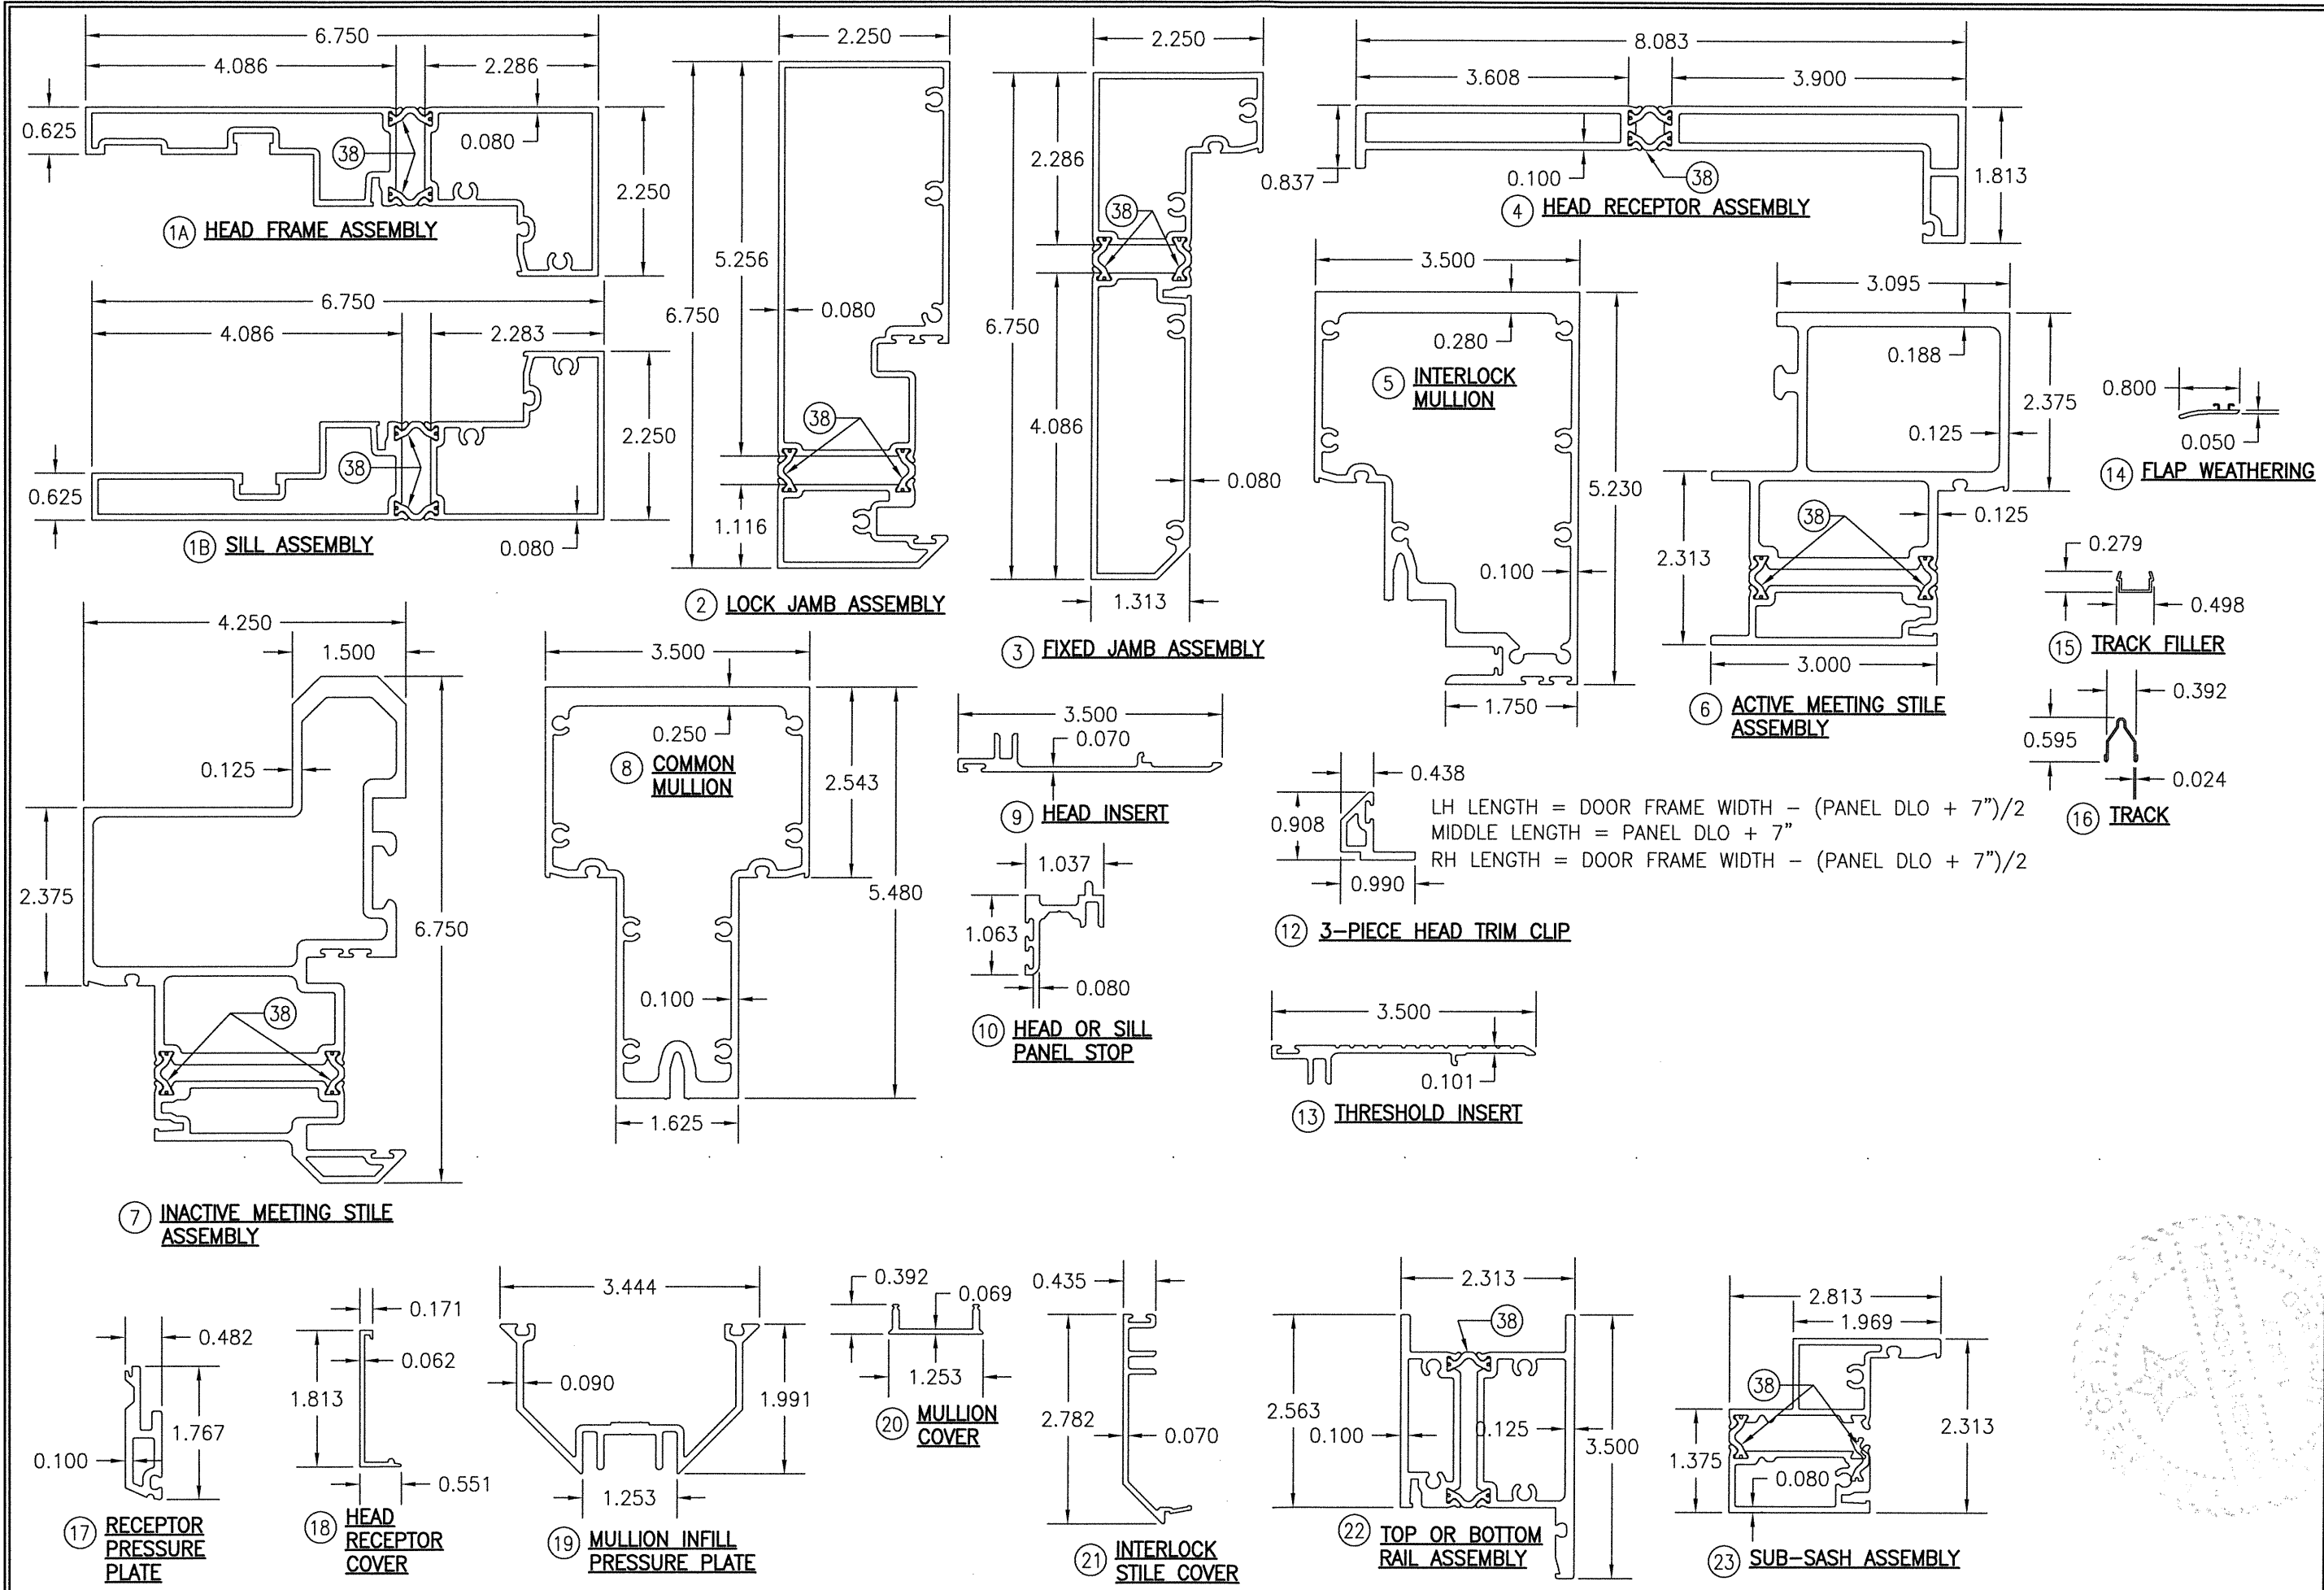 6.750
4.086
2.286
0.625
38
0.080
2.250
1A HEAD FRAME ASSEMBLY
6.750
4.086
2.283
0.625
38
2.250
0.080
1B SILL ASSEMBLY
2.250
6.750
5.256
0.080
38
1.116
2 LOCK JAMB ASSEMBLY
2.250
2.286
38
6.750
4.086
0.080
1.313
3 FIXED JAMB ASSEMBLY
8.083
3.608
3.900
0.837
0.100
38
1.813
4 HEAD RECEPTOR ASSEMBLY
3.500
0.280
5 INTERLOCK
MULLION
5.230
0.100
1.750
3.095
0.188
2.375
0.125
0.125
38
2.313
3.000
6 ACTIVE MEETING STILE
ASSEMBLY
0.800
0.050
14 FLAP WEATHERING
0.279
0.498
15 TRACK FILLER
0.392
0.595
0.024
16 TRACK
4.250
1.500
0.125
2.375
6.750
38
7 INACTIVE MEETING STILE
ASSEMBLY
3.500
0.250
8 COMMON
MULLION
2.543
5.480
0.100
1.625
3.500
0.070
9 HEAD INSERT
1.037
1.063
0.080
10 HEAD OR SILL
PANEL STOP
0.438
0.908
0.990
LH LENGTH = DOOR FRAME WIDTH - (PANEL DLO + 7")/2
MIDDLE LENGTH = PANEL DLO + 7"
RH LENGTH = DOOR FRAME WIDTH - (PANEL DLO + 7")/2
12 3-PIECE HEAD TRIM CLIP
3.500
0.101
13 THRESHOLD INSERT
0.482
1.767
0.100
17 RECEPTOR
PRESSURE
PLATE
0.171
0.062
1.813
0.551
18 HEAD
RECEPTOR
COVER
3.444
0.090
1.991
1.253
19 MULLION INFILL
PRESSURE PLATE
0.392
0.069
1.253
20 MULLION
COVER
0.435
2.782
0.070
21 INTERLOCK
STILE COVER
2.313
38
2.563
0.100
0.125
3.500
22 TOP OR BOTTOM
RAIL ASSEMBLY
2.813
1.969
38
2.313
1.375
0.080
23 SUB-SASH ASSEMBLY